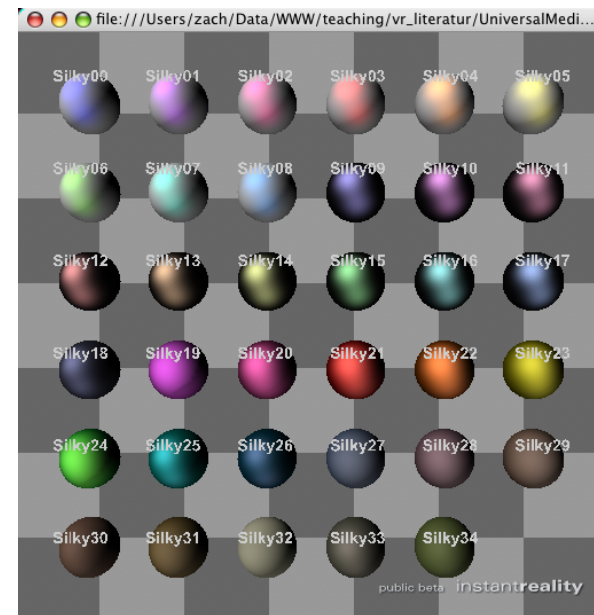 file:///Users/zach/Data/WWW/teaching/vr_literatur/UniversalMedi...
Silky00 Silky01 Silky02 Silky03 Silky04 Silky05
Silky06 Silky07 Silky08 Silky09 Silky10 Silky11
Silky12 Silky13 Silky14 Silky15 Silky16 Silky17
Silky18 Silky19 Silky20 Silky21 Silky22 Silky23
Silky24 Silky25 Silky26 Silky27 Silky28 Silky29
Silky30 Silky31 Silky32 Silky33 Silky34
public beta instantreality